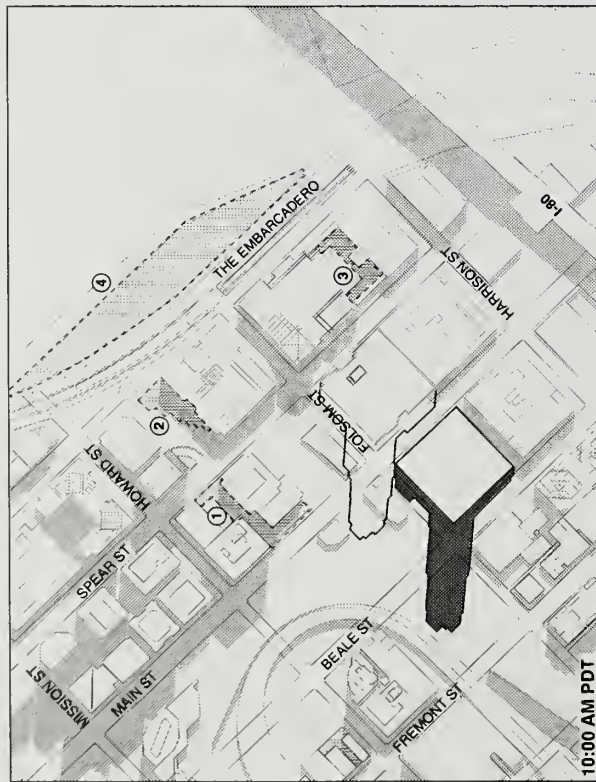 ④
THE EMBARCADERO
③
I-80
HARRISON ST
②
FOLSOM ST
HOWARD ST
①
SPEAR ST
MISSION ST
MAIN ST
BEALE ST
FREMONT ST
10:00 AM PDT